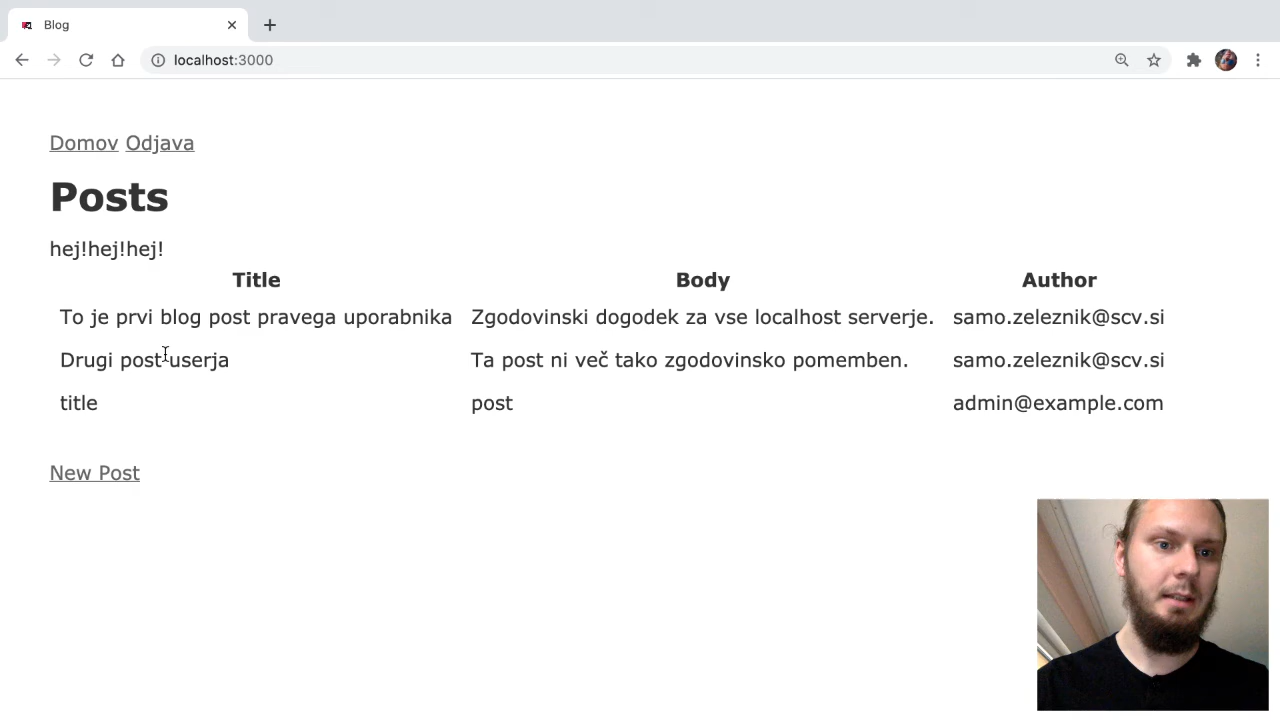 Blog
localhost:3000
Domov Odjava
Posts
hej!hej!hej!
Title Body Author
To je prvi blog post pravega uporabnika Zgodovinski dogodek za vse localhost serverje. samo.zeleznik@scv.si
Drugi post userja Ta post ni več tako zgodovinsko pomemben. samo.zeleznik@scv.si
title post admin@example.com
New Post